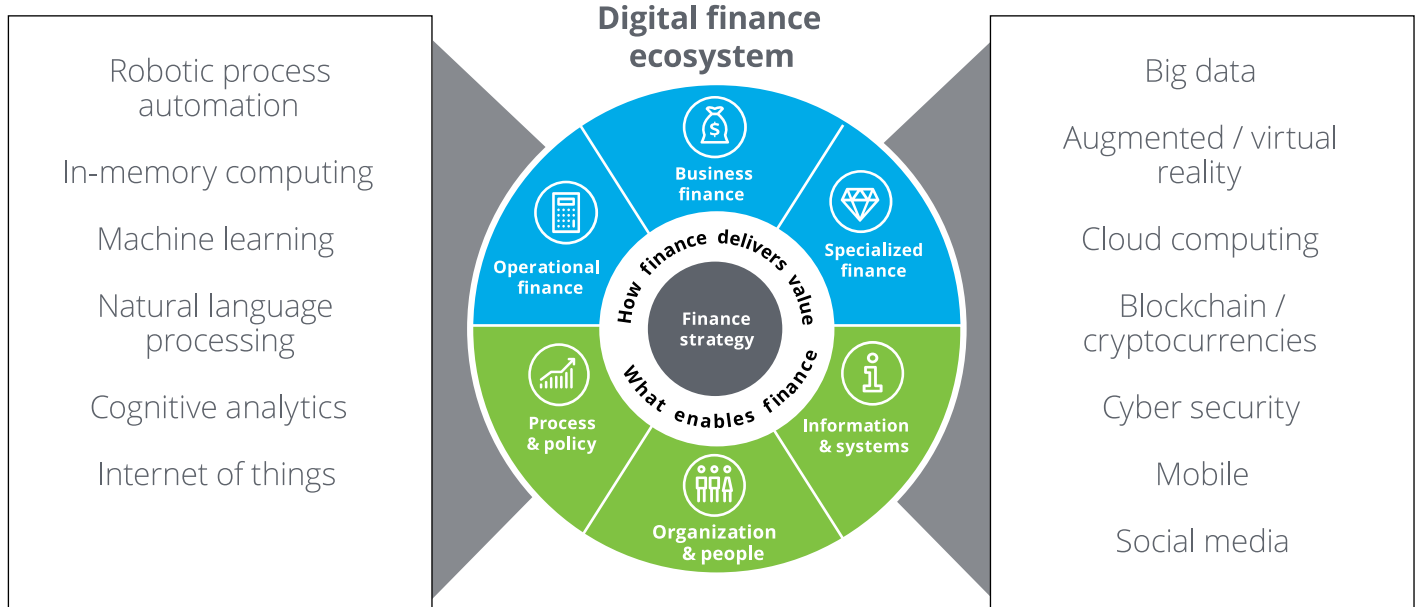 Digital finance
ecosystem
Robotic process
automation
In-memory computing
Machine learning
Natural language
processing
Cognitive analytics
Internet of things
$
Business
finance
Operational
finance
Specialized
finance
How finance delivers value
Finance
strategy
What enables finance
Process
& policy
Information
& systems
Organization
& people
Big data
Augmented / virtual
reality
Cloud computing
Blockchain /
cryptocurrencies
Cyber security
Mobile
Social media